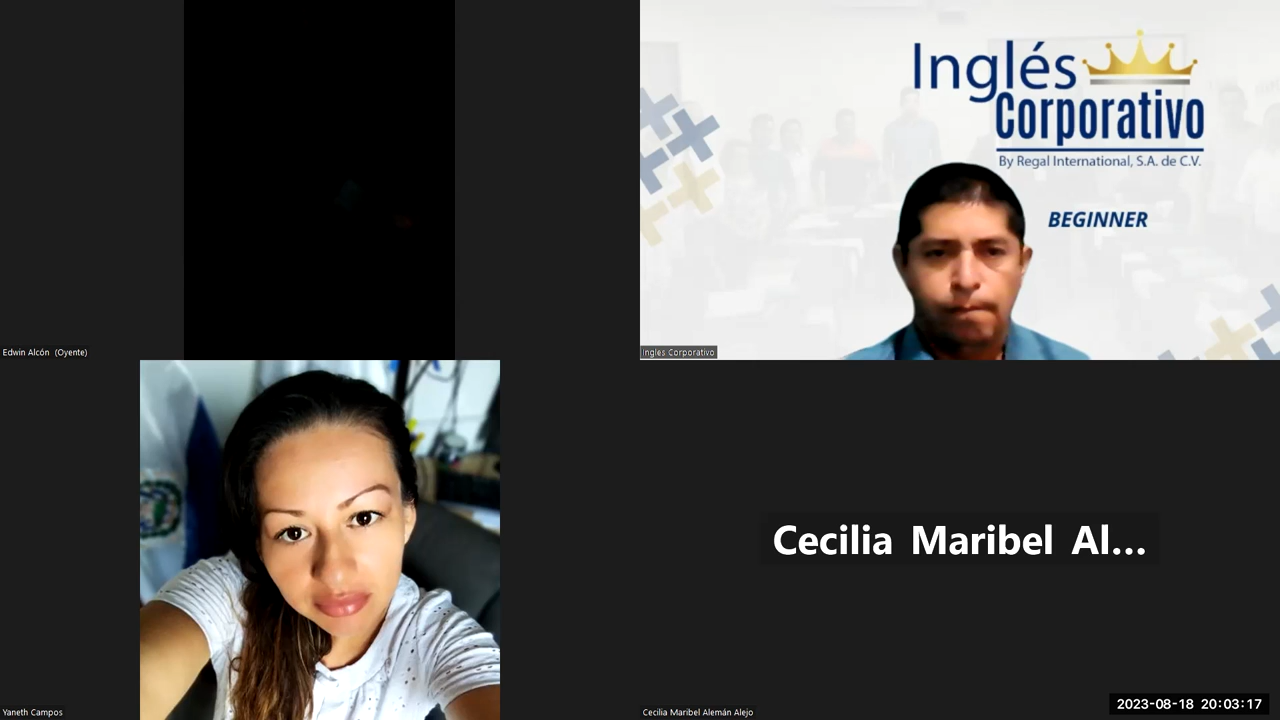 Inglés
Corporativo
By Regal International, S.A. de C.V.
BEGINNER
Edwin Alcón (Oyente)
Ingles Corporativo
Cecilia Maribel Al...
Yaneth Campos
Cecilia Maribel Alemán Alejo
2023-08-18 20:03:17